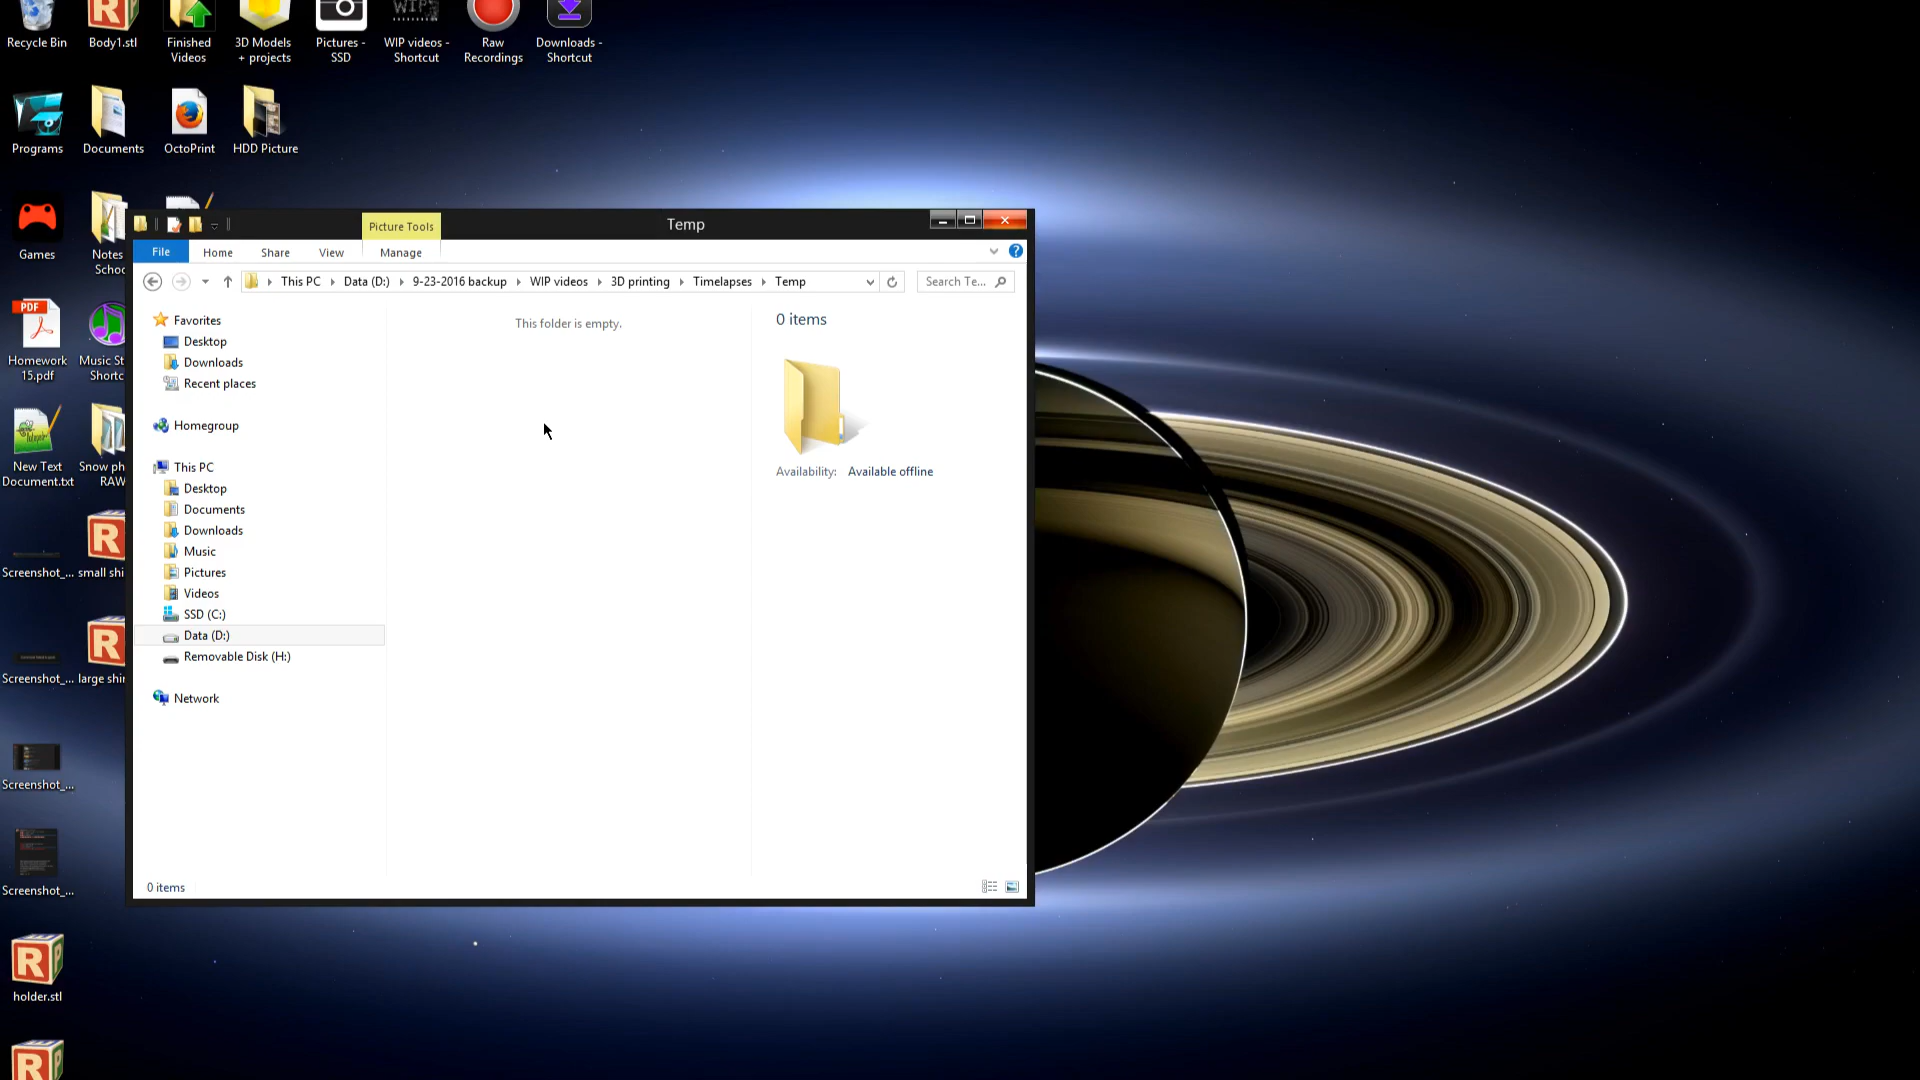 Recycle Bin
Body1.stl
Finished
Videos
3D Models
+ projects
Pictures -
SSD
WIP videos -
Shortcut
Raw
Recordings
Downloads -
Shortcut
WIP
Programs
Documents
OctoPrint
HDD Picture
Games
Notes
Scho
PDF
Homework
15.pdf
Music St
Shortc
New Text
Document.txt
Snow ph
RAW
Screenshot_...
small shi
Screenshot_...
large shi
Screenshot_...
Screenshot_...
holder.stl
Picture Tools
Temp
File
Home
Share
View
Manage
This PC
Data (D:)
9-23-2016 backup
WIP videos
3D printing
Timelapses
Temp
Search Te...
Favorites
Desktop
Downloads
Recent places
Homegroup
This PC
Desktop
Documents
Downloads
Music
Pictures
Videos
SSD (C:)
Data (D:)
Removable Disk (H:)
Network
This folder is empty.
0 items
Availability: Available offline
0 items